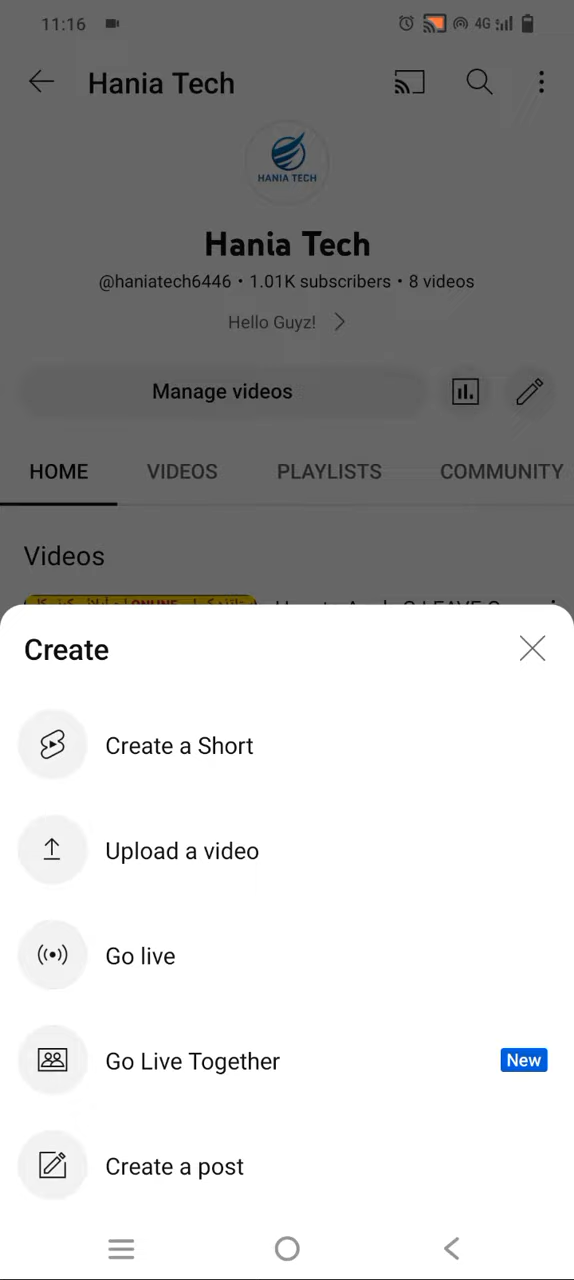 11:16
4G
Hania Tech
HANIA TECH
Hania Tech
@haniatech6446 • 1.01K subscribers • 8 videos
Hello Guyz!
Manage videos
HOME VIDEOS PLAYLISTS COMMUNITY
Videos
ONLINE
Create
Create a Short
Upload a video
Go live
Go Live Together New
Create a post